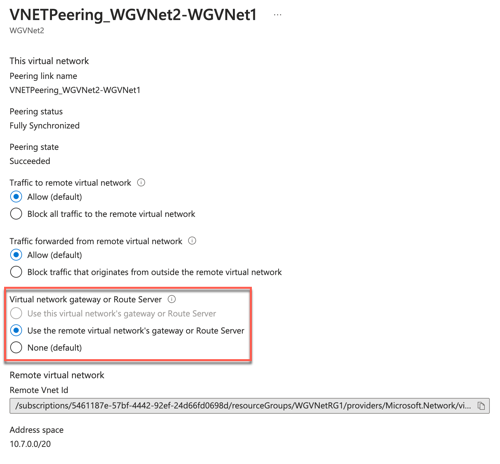 VNETPeering_WGVNet2-WGVNet1 ...
WGVNet2
This virtual network
Peering link name
VNETPeering_WGVNet2-WGVNet1
Peering status
Fully Synchronized
Peering state
Succeeded
Traffic to remote virtual network
Allow (default)
Block all traffic to the remote virtual network
Traffic forwarded from remote virtual network
Allow (default)
Block traffic that originates from outside the remote virtual network
Virtual network gateway or Route Server
Use this virtual network's gateway or Route Server
Use the remote virtual network's gateway or Route Server
None (default)
Remote virtual network
Remote Vnet Id
/subscriptions/5461187e-57bf-4442-92ef-24d66fd0698d/resourceGroups/WGVNetRG1/providers/Microsoft.Network/vi...
Address space
10.7.0.0/20